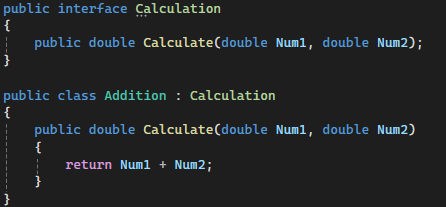 public interface Calculation
{
    public double Calculate(double Num1, double Num2);
}

public class Addition : Calculation
{
    public double Calculate(double Num1, double Num2)
    {
        return Num1 + Num2;
    }
}